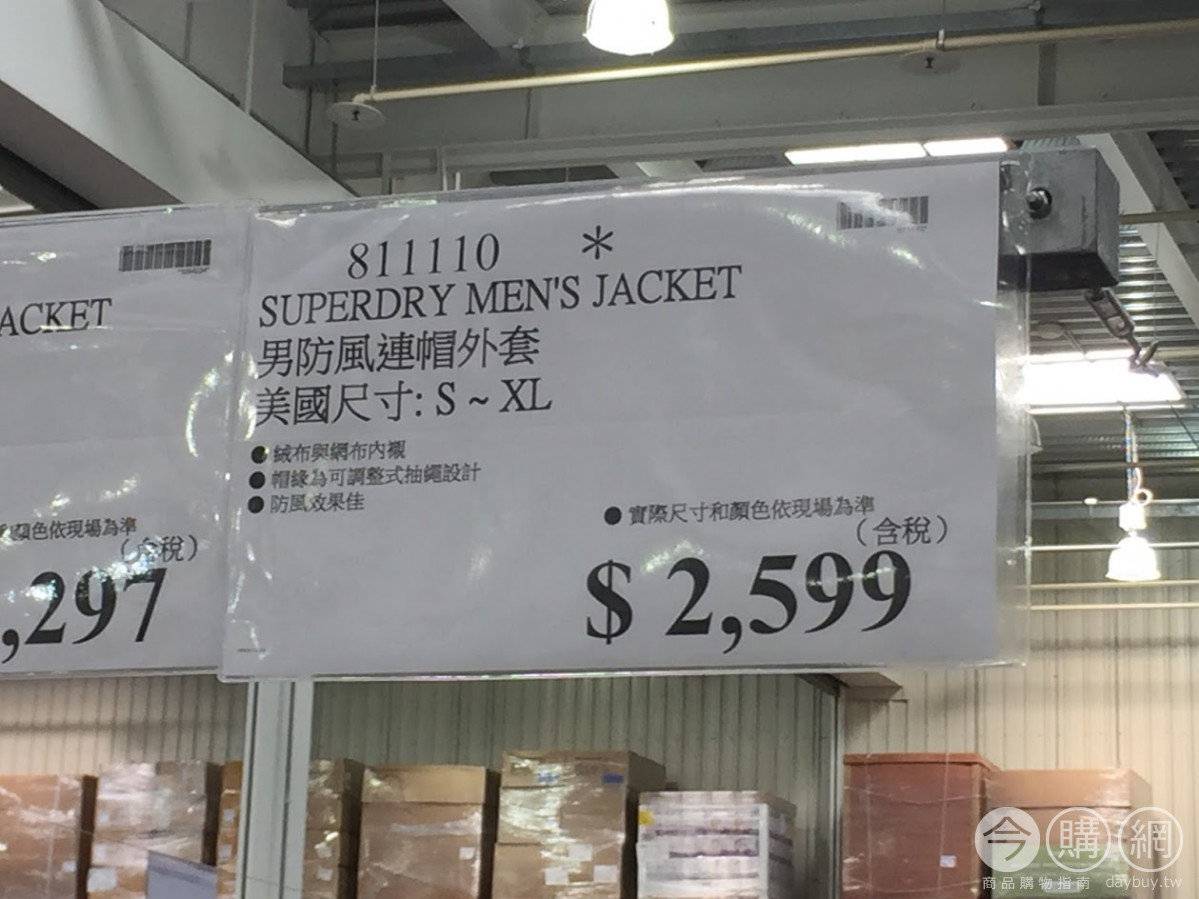 ACKET
顏色依現場為準
(含稅)
,297
811110 *
SUPERDRY MEN'S JACKET
男防風連帽外套
美國尺寸: S ~ XL
● 絨布與網布內襯
● 帽緣為可調整式抽繩設計
● 防風效果佳
● 實際尺寸和顏色依現場為準
(含稅)
$ 2,599
今購網
商品購物指南 daybuy.tw